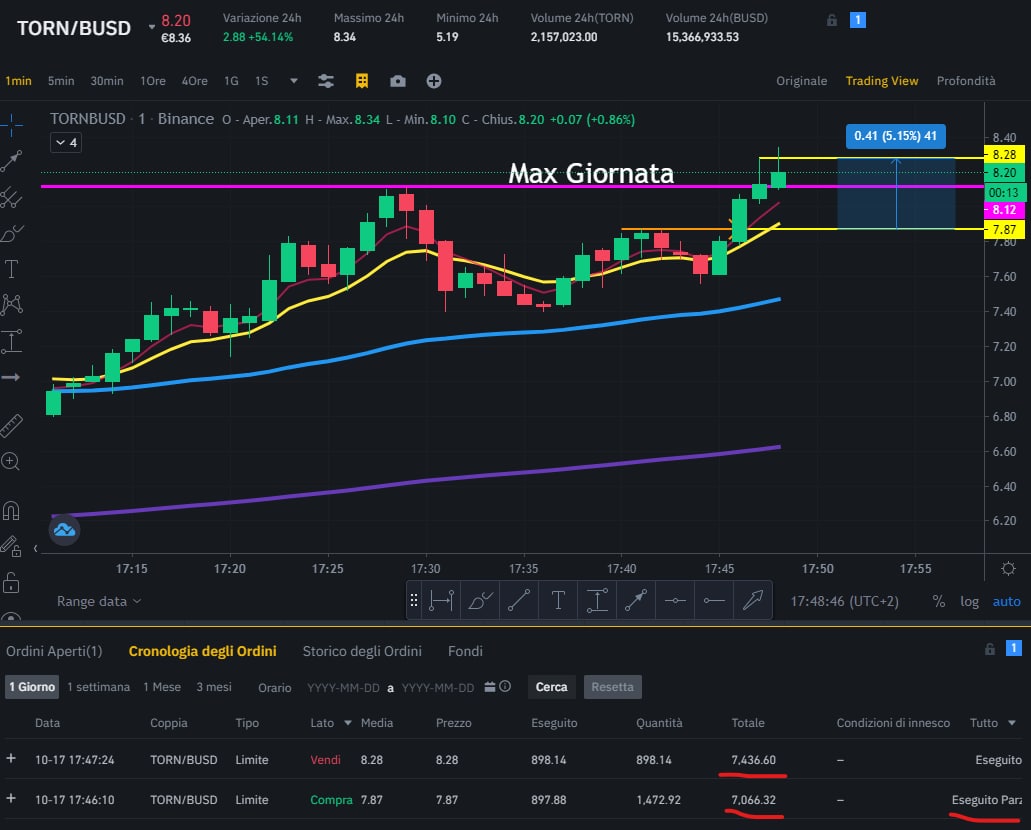 TORN/BUSD
8.20
€8.36
Variazione 24h
2.88 +54.14%
Massimo 24h
8.34
Minimo 24h
5.19
Volume 24h(TORN)
2,157,023.00
Volume 24h(BUSD)
15,366,933.53
1
1min 5min 30min 1Ore 4Ore 1G 1S
Originale Trading View Profondità
TORNBUSD · 1 · Binance O - Aper.8.11 H - Max.8.34 L - Min.8.10 C - Chius.8.20 +0.07 (+0.86%)
4
0.41 (5.15%) 41
Max Giornata
8.40
8.28
8.20
00:13
8.12
7.87
7.80
7.60
7.40
7.20
7.00
6.80
6.60
6.40
6.20
17:15 17:20 17:25 17:30 17:35 17:40 17:45 17:50 17:55
Range data
T
17:48:46 (UTC+2) % log auto
Ordini Aperti(1) Cronologia degli Ordini Storico degli Ordini Fondi
1
1 Giorno 1 settimana 1 Mese 3 mesi Orario YYYY-MM-DD a YYYY-MM-DD Cerca Resetta
Data Coppia Tipo Lato Media Prezzo Eseguito Quantità Totale Condizioni di innesco Tutto
+ 10-17 17:47:24 TORN/BUSD Limite Vendi 8.28 8.28 898.14 898.14 7,436.60 – Eseguito
+ 10-17 17:46:10 TORN/BUSD Limite Compra 7.87 7.87 897.88 1,472.92 7,066.32 – Eseguito Parz